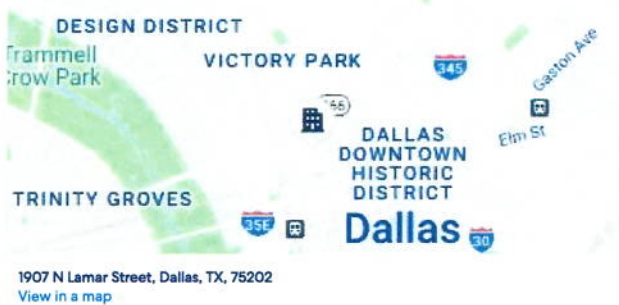 DESIGN DISTRICT
Trammell
Crow Park
VICTORY PARK
345
Gaston Ave
DALLAS
DOWNTOWN
HISTORIC
DISTRICT
Elm St
TRINITY GROVES
35E
Dallas
30
1907 N Lamar Street, Dallas, TX, 75202
View in a map